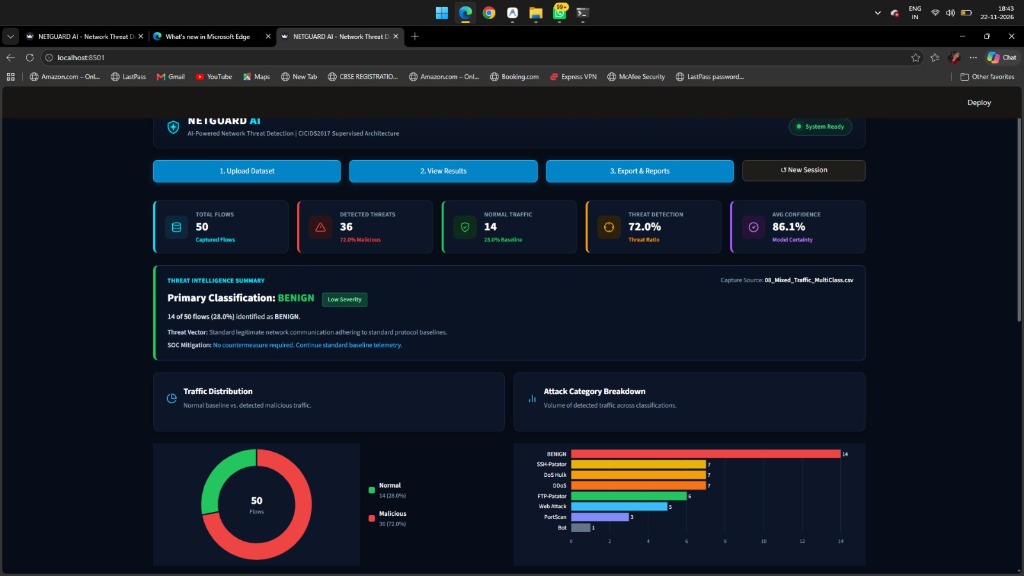 ENG
IN
18:43
22-11-2026
99+
NETGUARD AI - Network Threat D
What's new in Microsoft Edge
NETGUARD AI - Network Threat D
localhost:8501
Chat
Amazon.com – Onl...
LastPass
Gmail
YouTube
Maps
New Tab
CBSE REGISTRATIO...
Amazon.com – Onl...
Booking.com
Express VPN
McAfee Security
LastPass password...
Other favorites
Deploy
NETGUARD AI
AI-Powered Network Threat Detection | CICIDS2017 Supervised Architecture
System Ready
1. Upload Dataset
2. View Results
3. Export & Reports
↺ New Session
TOTAL FLOWS
50
Captured Flows
DETECTED THREATS
36
72.0% Malicious
NORMAL TRAFFIC
14
28.0% Baseline
THREAT DETECTION
72.0%
Threat Ratio
AVG CONFIDENCE
86.1%
Model Certainty
THREAT INTELLIGENCE SUMMARY
Capture Source: 08_Mixed_Traffic_MultiClass.csv
Primary Classification: BENIGN
Low Severity
14 of 50 flows (28.0%) identified as BENIGN.
Threat Vector: Standard legitimate network communication adhering to standard protocol baselines.
SOC Mitigation: No countermeasure required. Continue standard baseline telemetry.
Traffic Distribution
Normal baseline vs. detected malicious traffic.
Attack Category Breakdown
Volume of detected traffic across classifications.
50
Flows
Normal
14 (28.0%)
Malicious
36 (72.0%)
BENIGN 14
SSH-Patator 7
DoS Hulk 7
DDoS 7
FTP-Patator 6
Web Attack 5
PortScan 3
Bot 1
0 2 4 6 8 10 12 14